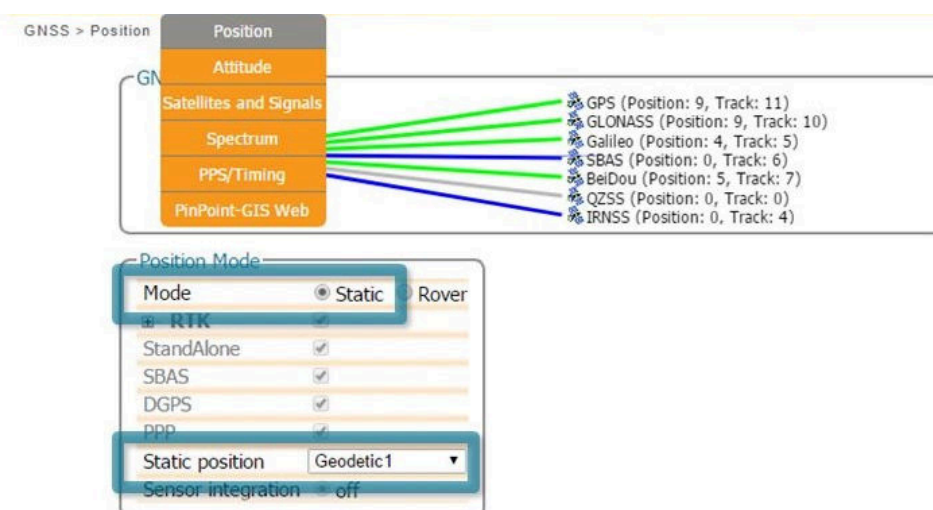 GNSS > Position
Position
Attitude
Satellites and Signals
Spectrum
PPS/Timing
PinPoint-GIS Web
GN
GPS (Position: 9, Track: 11)
GLONASS (Position: 9, Track: 10)
Galileo (Position: 4, Track: 5)
SBAS (Position: 0, Track: 6)
BeiDou (Position: 5, Track: 7)
QZSS (Position: 0, Track: 0)
IRNSS (Position: 0, Track: 4)
Position Mode
Mode Static Rover
RTK
StandAlone
SBAS
DGPS
PPP
Static position Geodetic1
Sensor integration off